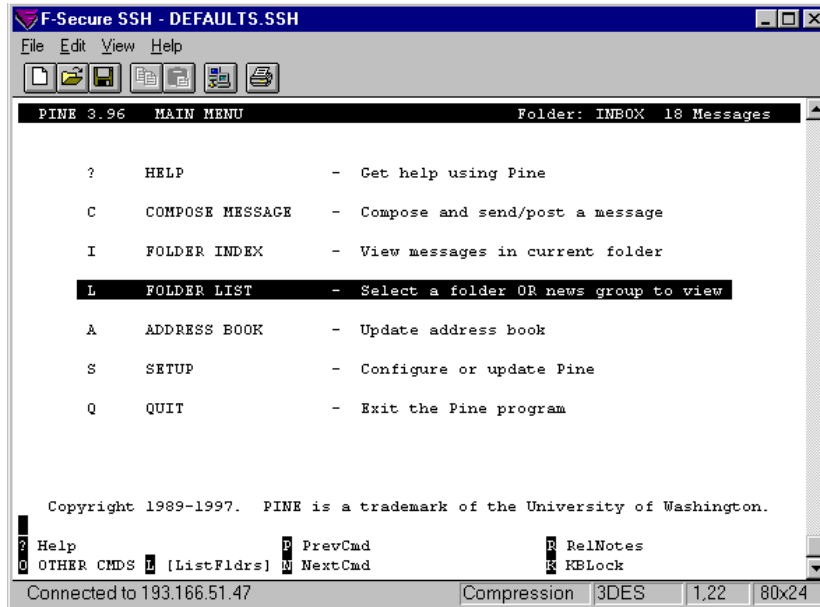 F-Secure SSH - DEFAULTS.SSH
File Edit View Help
PINE 3.96 MAIN MENU Folder: INBOX 18 Messages
? HELP - Get help using Pine
C COMPOSE MESSAGE - Compose and send/post a message
I FOLDER INDEX - View messages in current folder
L FOLDER LIST - Select a folder OR news group to view
A ADDRESS BOOK - Update address book
S SETUP - Configure or update Pine
Q QUIT - Exit the Pine program
Copyright 1989-1997. PINE is a trademark of the University of Washington.
? Help P PrevCmd R RelNotes
O OTHER CMDS L [ListFldrs] N NextCmd K KBLock
Connected to 193.166.51.47 Compression 3DES 1,22 80x24